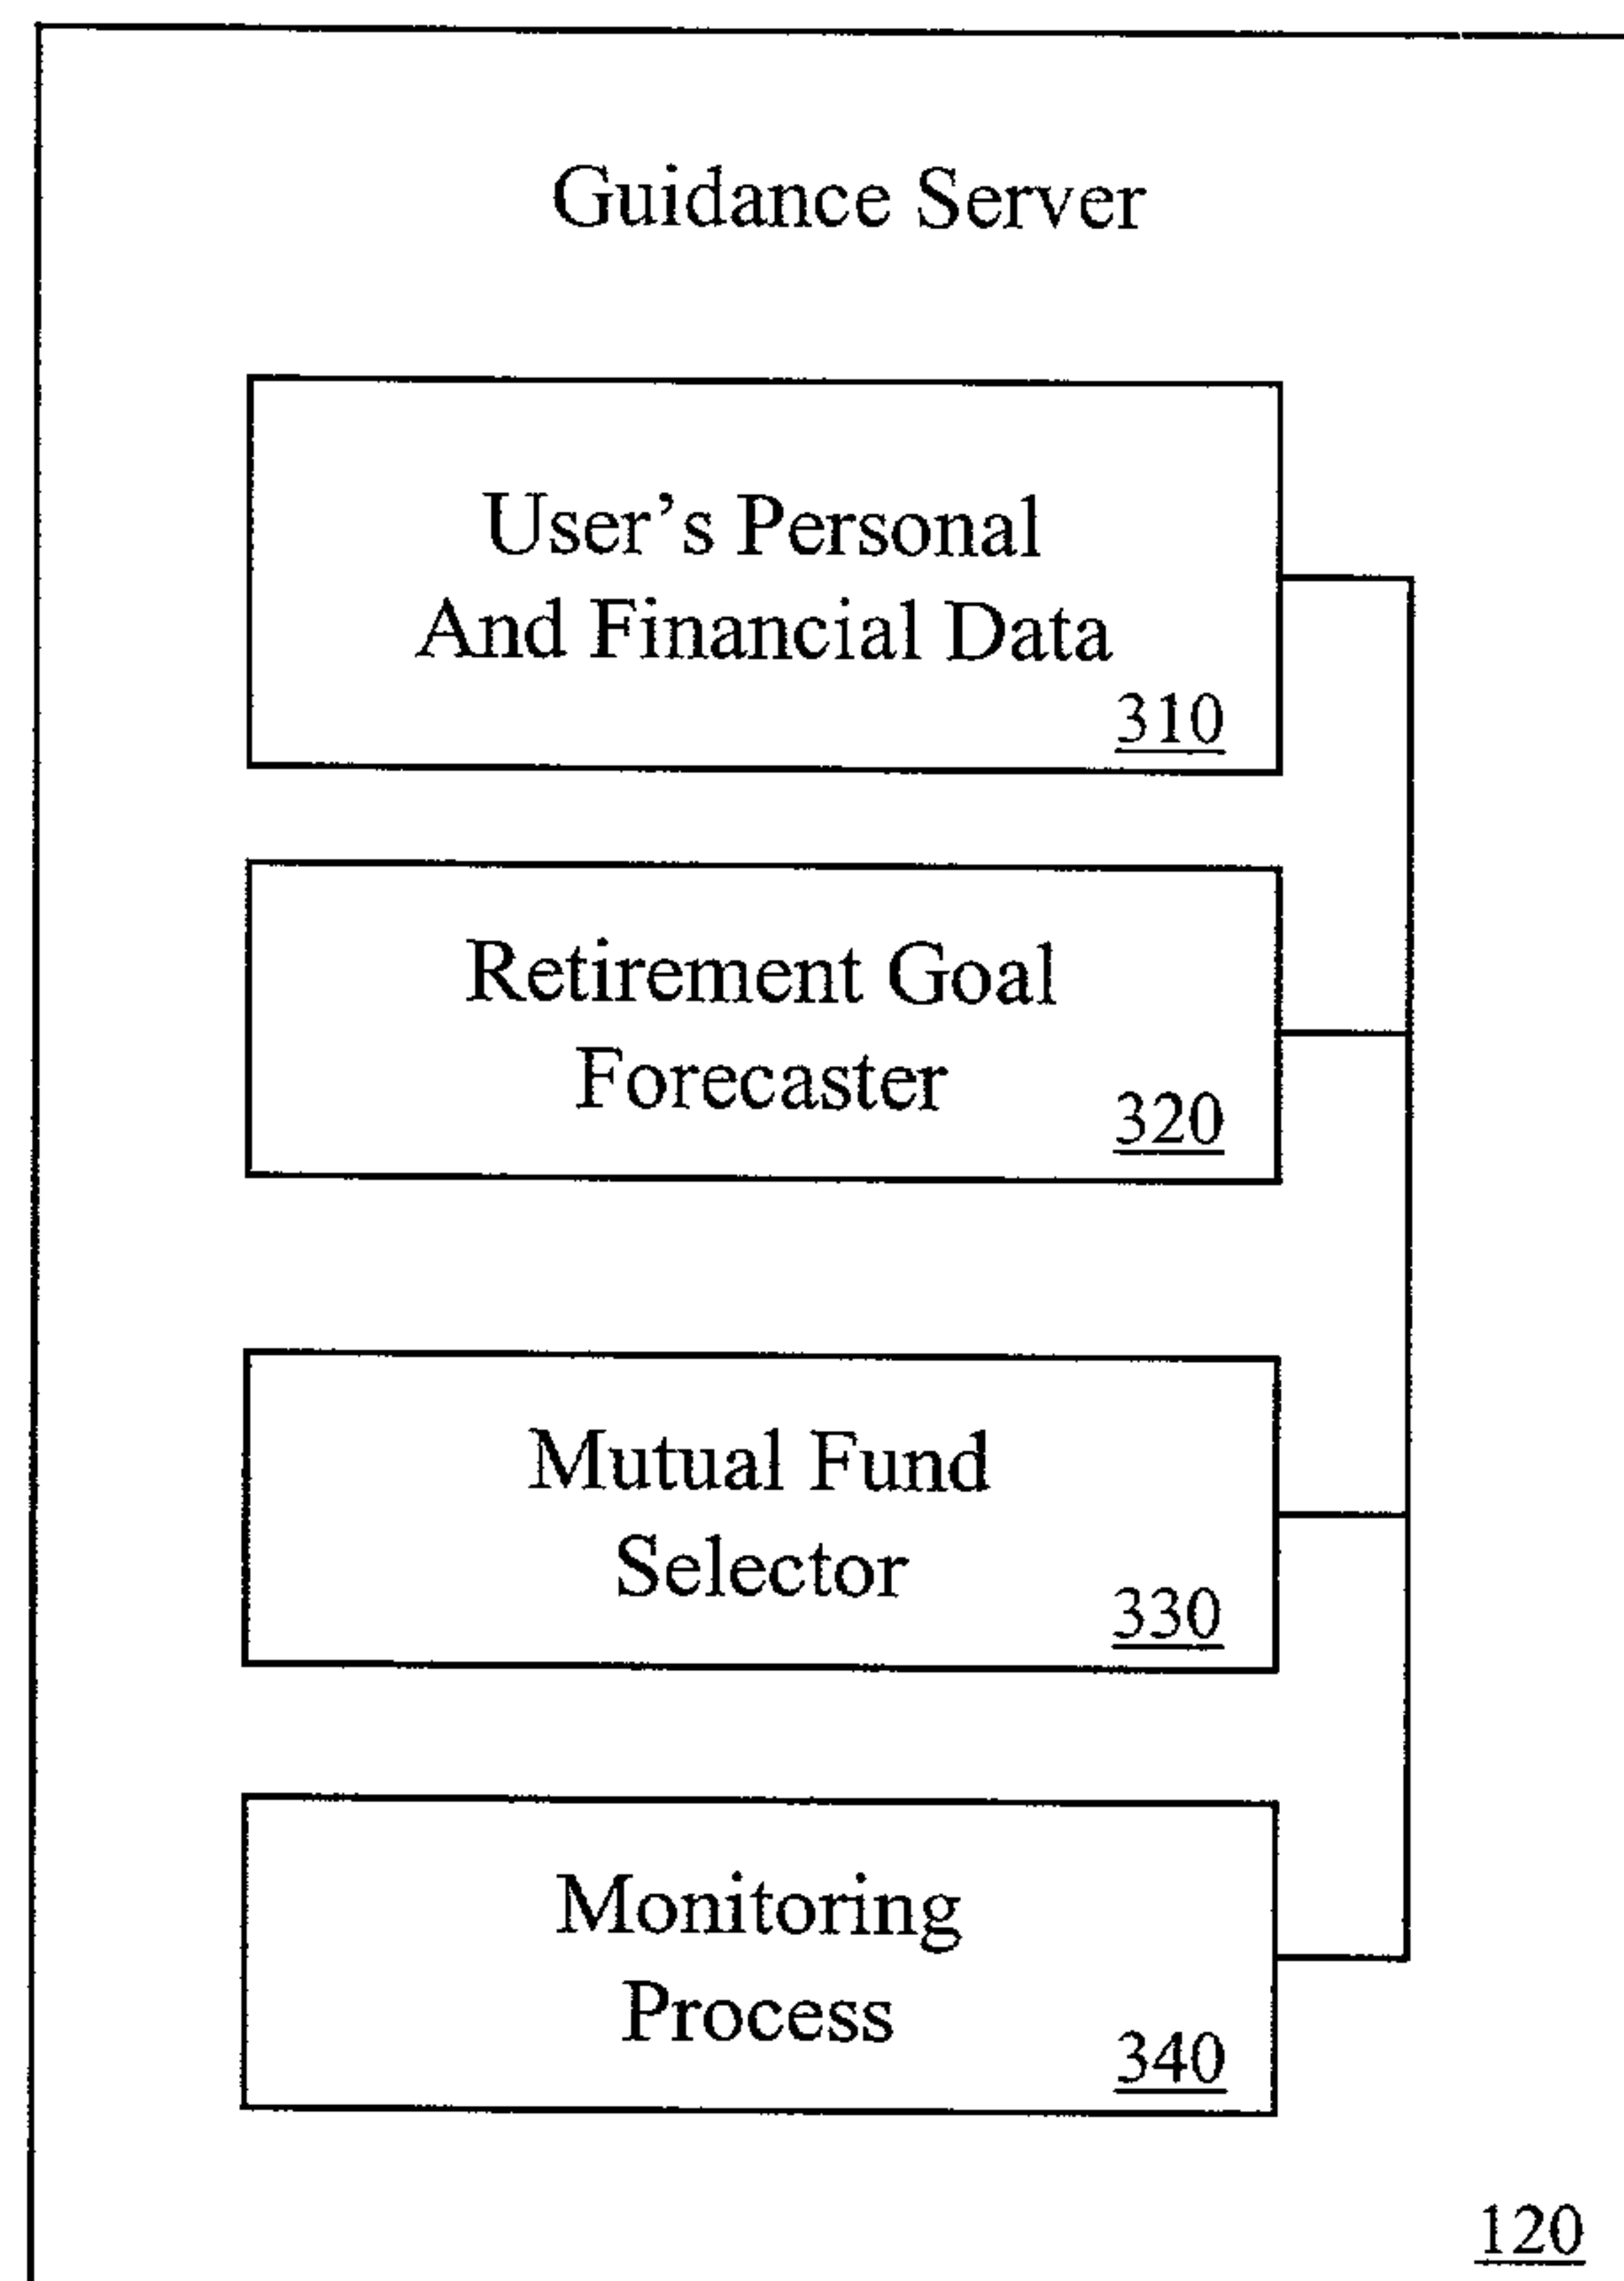 Guidance Server
User’s Personal
And Financial Data
310
Retirement Goal
Forecaster
320
Mutual Fund
Selector
330
Monitoring
Process
340
120